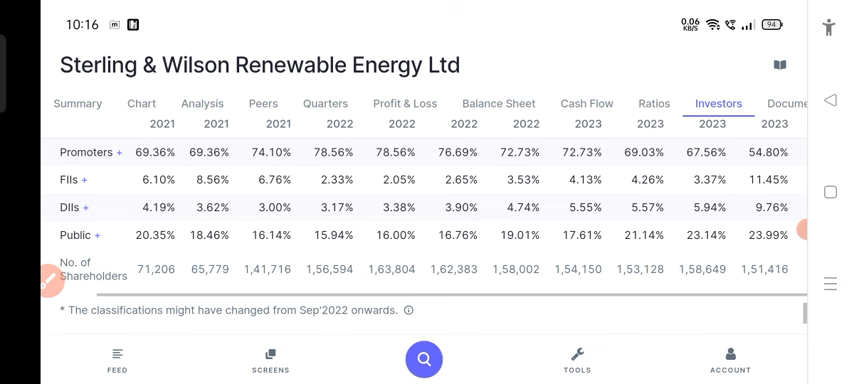 10:16 m 0.06 KB/S 94
Sterling & Wilson Renewable Energy Ltd
Summary Chart Analysis Peers Quarters Profit & Loss Balance Sheet Cash Flow Ratios Investors Docume
2021 2021 2021 2022 2022 2022 2022 2023 2023 2023 2023
Promoters + 69.36% 69.36% 74.10% 78.56% 78.56% 76.69% 72.73% 72.73% 69.03% 67.56% 54.80%
FIIs + 6.10% 8.56% 6.76% 2.33% 2.05% 2.65% 3.53% 4.13% 4.26% 3.37% 11.45%
DIIs + 4.19% 3.62% 3.00% 3.17% 3.38% 3.90% 4.74% 5.55% 5.57% 5.94% 9.76%
Public + 20.35% 18.46% 16.14% 15.94% 16.00% 16.76% 19.01% 17.61% 21.14% 23.14% 23.99%
No. of
Shareholders 71,206 65,779 1,41,716 1,56,594 1,63,804 1,62,383 1,58,002 1,54,150 1,53,128 1,58,649 1,51,416
* The classifications might have changed from Sep'2022 onwards.
FEED SCREENS TOOLS ACCOUNT